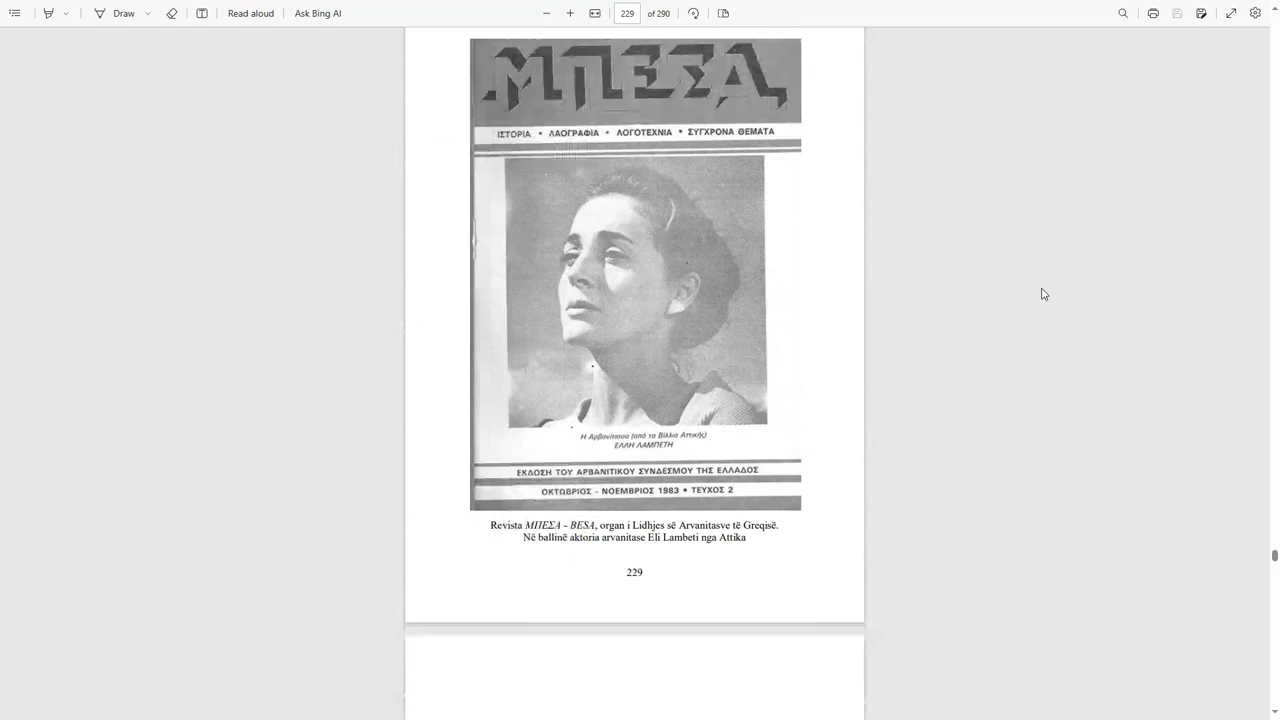 Draw
Read aloud
Ask Bing AI
229 of 290
ΜΠΕΣΑ
ΙΣΤΟΡΙΑ • ΛΑΟΓΡΑΦΙΑ • ΛΟΓΟΤΕΧΝΙΑ • ΣΥΓΧΡΟΝΑ ΘΕΜΑΤΑ
Η Αρβανίτισσα (από τα Βίλλια Αττικής)
ΕΛΛΗ ΛΑΜΠΕΤΗ
ΕΚΔΟΣΗ ΤΟΥ ΑΡΒΑΝΙΤΙΚΟΥ ΣΥΝΔΕΣΜΟΥ ΤΗΣ ΕΛΛΑΔΟΣ
ΟΚΤΩΒΡΙΟΣ - ΝΟΕΜΒΡΙΟΣ 1983 • ΤΕΥΧΟΣ 2
Revista ΜΠΕΣΑ - BESA, organ i Lidhjes së Arvanitasve të Greqisë.
Në ballinë aktoria arvanitase Eli Lambeti nga Attika
229